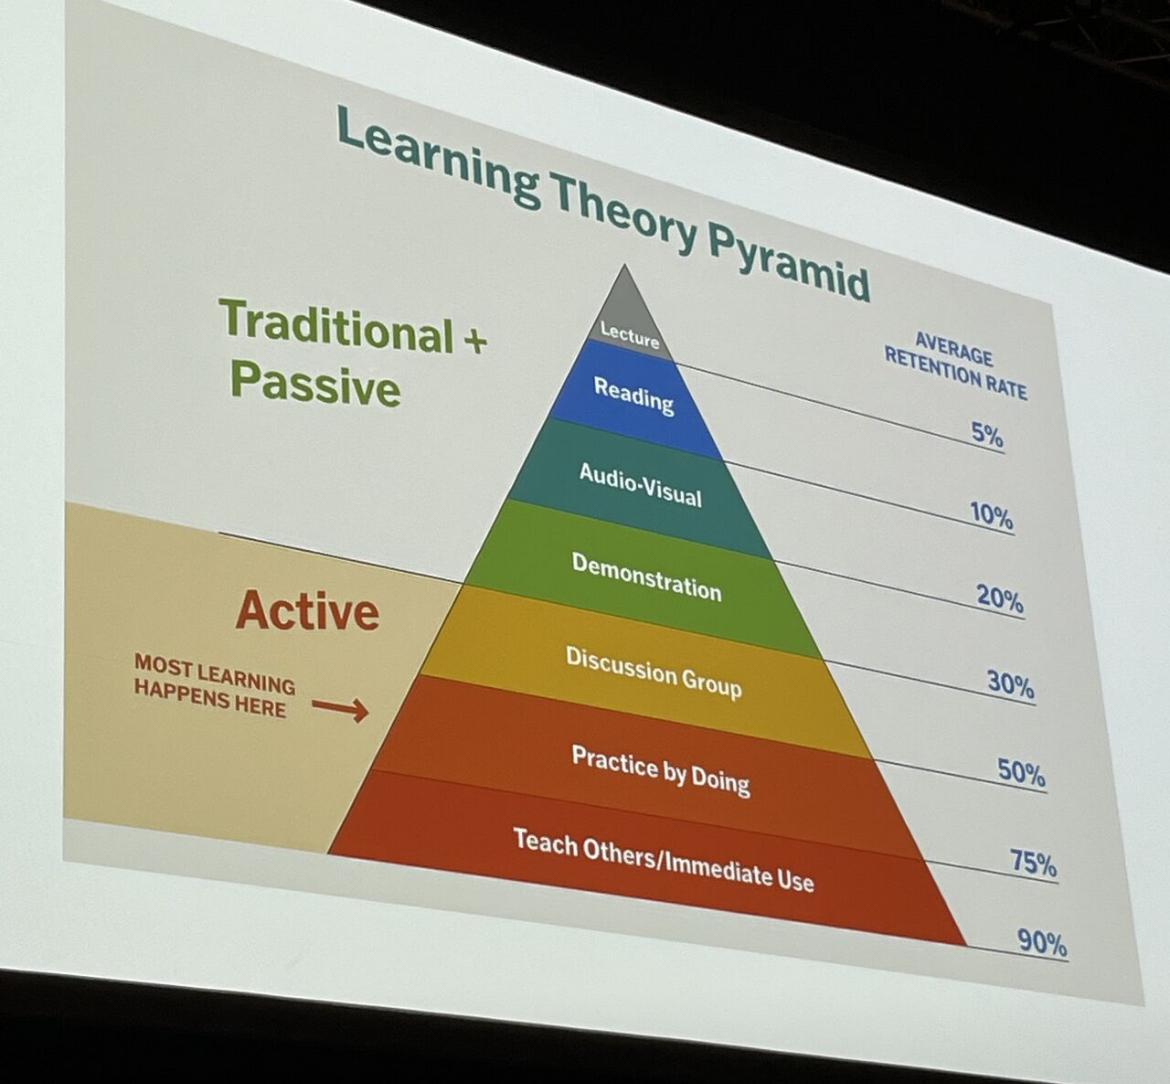 Learning Theory Pyramid
Traditional +
Passive
AVERAGE
RETENTION RATE
Lecture
5%
Reading
10%
Audio-Visual
20%
Demonstration
30%
Active
MOST LEARNING
HAPPENS HERE
Discussion Group
50%
Practice by Doing
75%
Teach Others/Immediate Use
90%